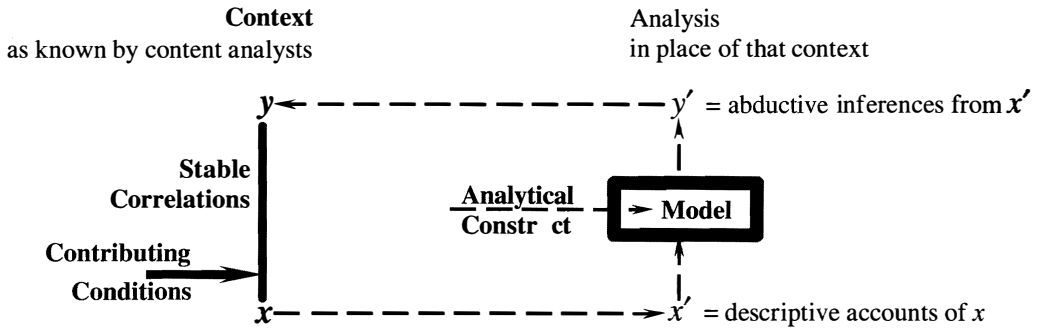 Context
as known by content analysts
Analysis
in place of that context
y
y′ = abductive inferences from x′
Stable
Correlations
Analytical
Constr ct
Model
Contributing
Conditions
x
x′ = descriptive accounts of x